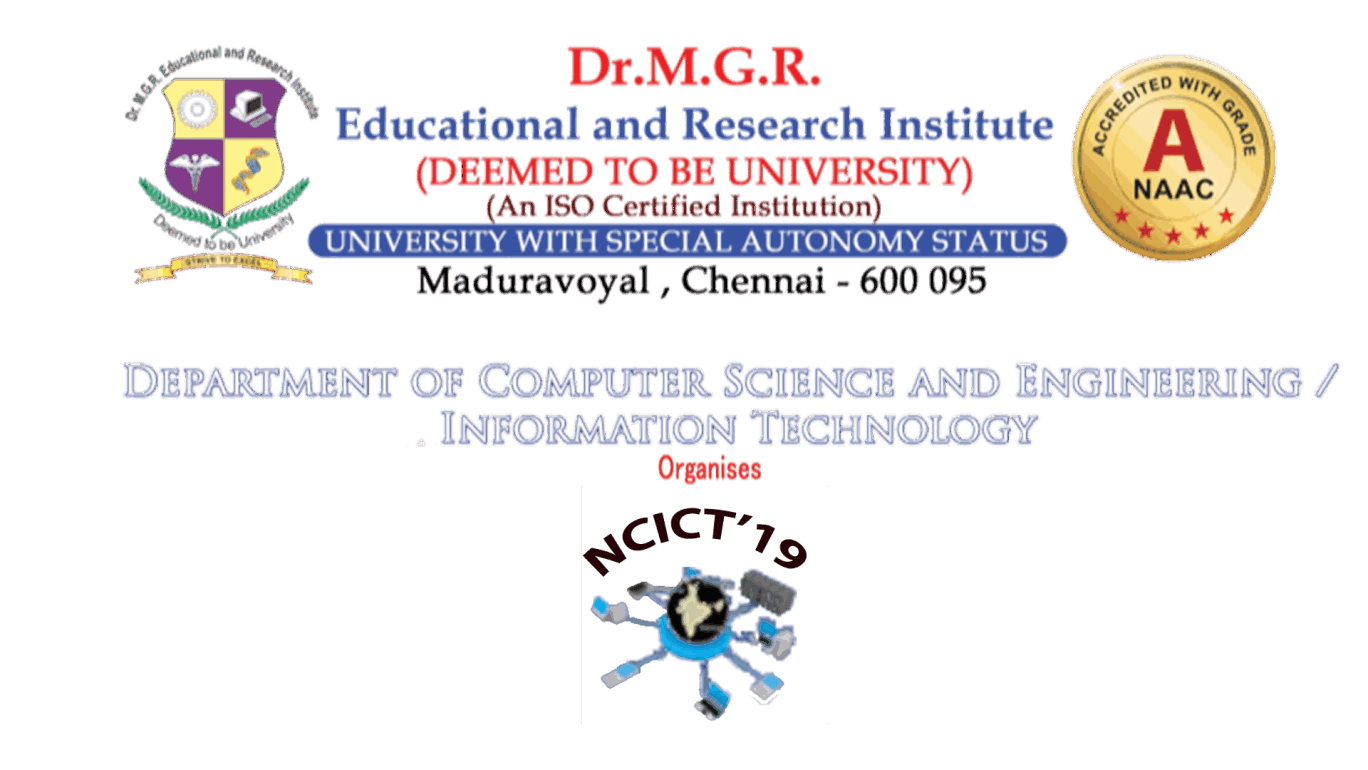 Dr. M.G.R. Educational and Research Institute
Deemed to be University
STRIVE TO EXCEL
Dr.M.G.R.
Educational and Research Institute
(DEEMED TO BE UNIVERSITY)
(An ISO Certified Institution)
UNIVERSITY WITH SPECIAL AUTONOMY STATUS
Maduravoyal , Chennai - 600 095
ACCREDITED WITH GRADE
A
NAAC
DEPARTMENT OF COMPUTER SCIENCE AND ENGINEERING /
INFORMATION TECHNOLOGY
Organises
NCICT’19